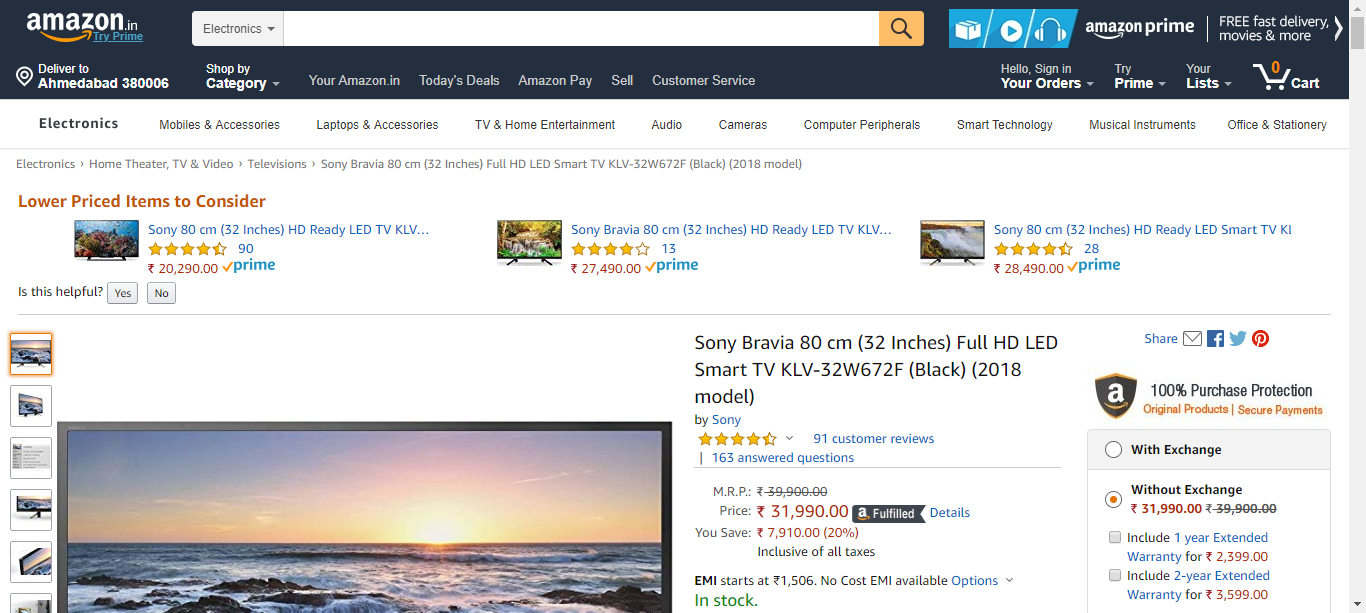 amazon.in
Try Prime
Electronics
amazon prime
FREE fast delivery, movies & more
Deliver to
Ahmedabad 380006
Shop by
Category
Your Amazon.in Today's Deals Amazon Pay Sell Customer Service
Hello, Sign in
Your Orders
Try
Prime
Your
Lists
0
Cart
Electronics Mobiles & Accessories Laptops & Accessories TV & Home Entertainment Audio Cameras Computer Peripherals Smart Technology Musical Instruments Office & Stationery
Electronics › Home Theater, TV & Video › Televisions › Sony Bravia 80 cm (32 Inches) Full HD LED Smart TV KLV-32W672F (Black) (2018 model)
Lower Priced Items to Consider
Sony 80 cm (32 Inches) HD Ready LED TV KLV…
90
₹ 20,290.00 prime
Sony Bravia 80 cm (32 Inches) HD Ready LED TV KLV…
13
₹ 27,490.00 prime
Sony 80 cm (32 Inches) HD Ready LED Smart TV Kl
28
₹ 28,490.00 prime
Is this helpful? Yes No
Sony Bravia 80 cm (32 Inches) Full HD LED
Smart TV KLV-32W672F (Black) (2018
model)
by Sony
91 customer reviews
| 163 answered questions
M.R.P.: ₹ 39,900.00
Price: ₹ 31,990.00 a Fulfilled Details
You Save: ₹ 7,910.00 (20%)
Inclusive of all taxes
EMI starts at ₹1,506. No Cost EMI available Options
In stock.
Share
a
100% Purchase Protection
Original Products | Secure Payments
With Exchange
Without Exchange
₹ 31,990.00 ₹ 39,900.00
Include 1 year Extended
Warranty for ₹ 2,399.00
Include 2-year Extended
Warranty for ₹ 3,599.00